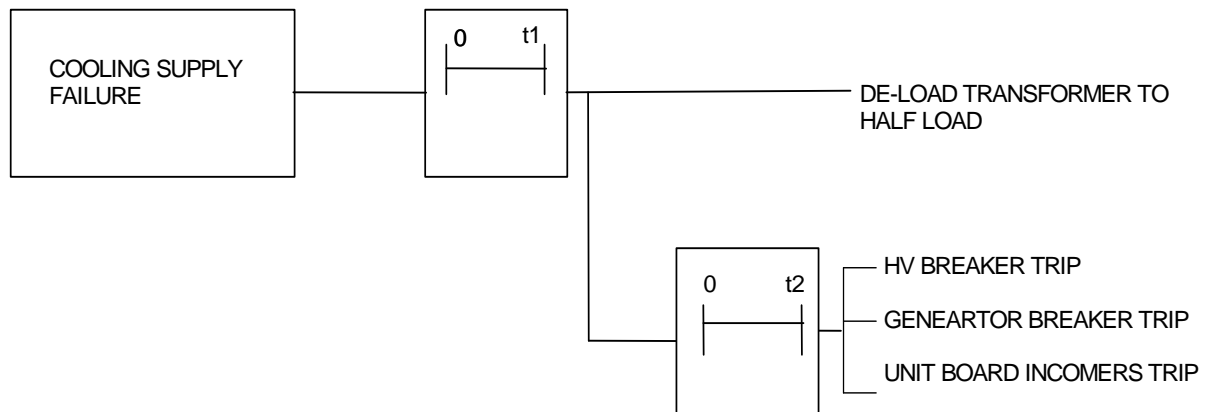 COOLING SUPPLY
FAILURE
0 t1
DE-LOAD TRANSFORMER TO
HALF LOAD
0 t2
HV BREAKER TRIP
GENEARTOR BREAKER TRIP
UNIT BOARD INCOMERS TRIP